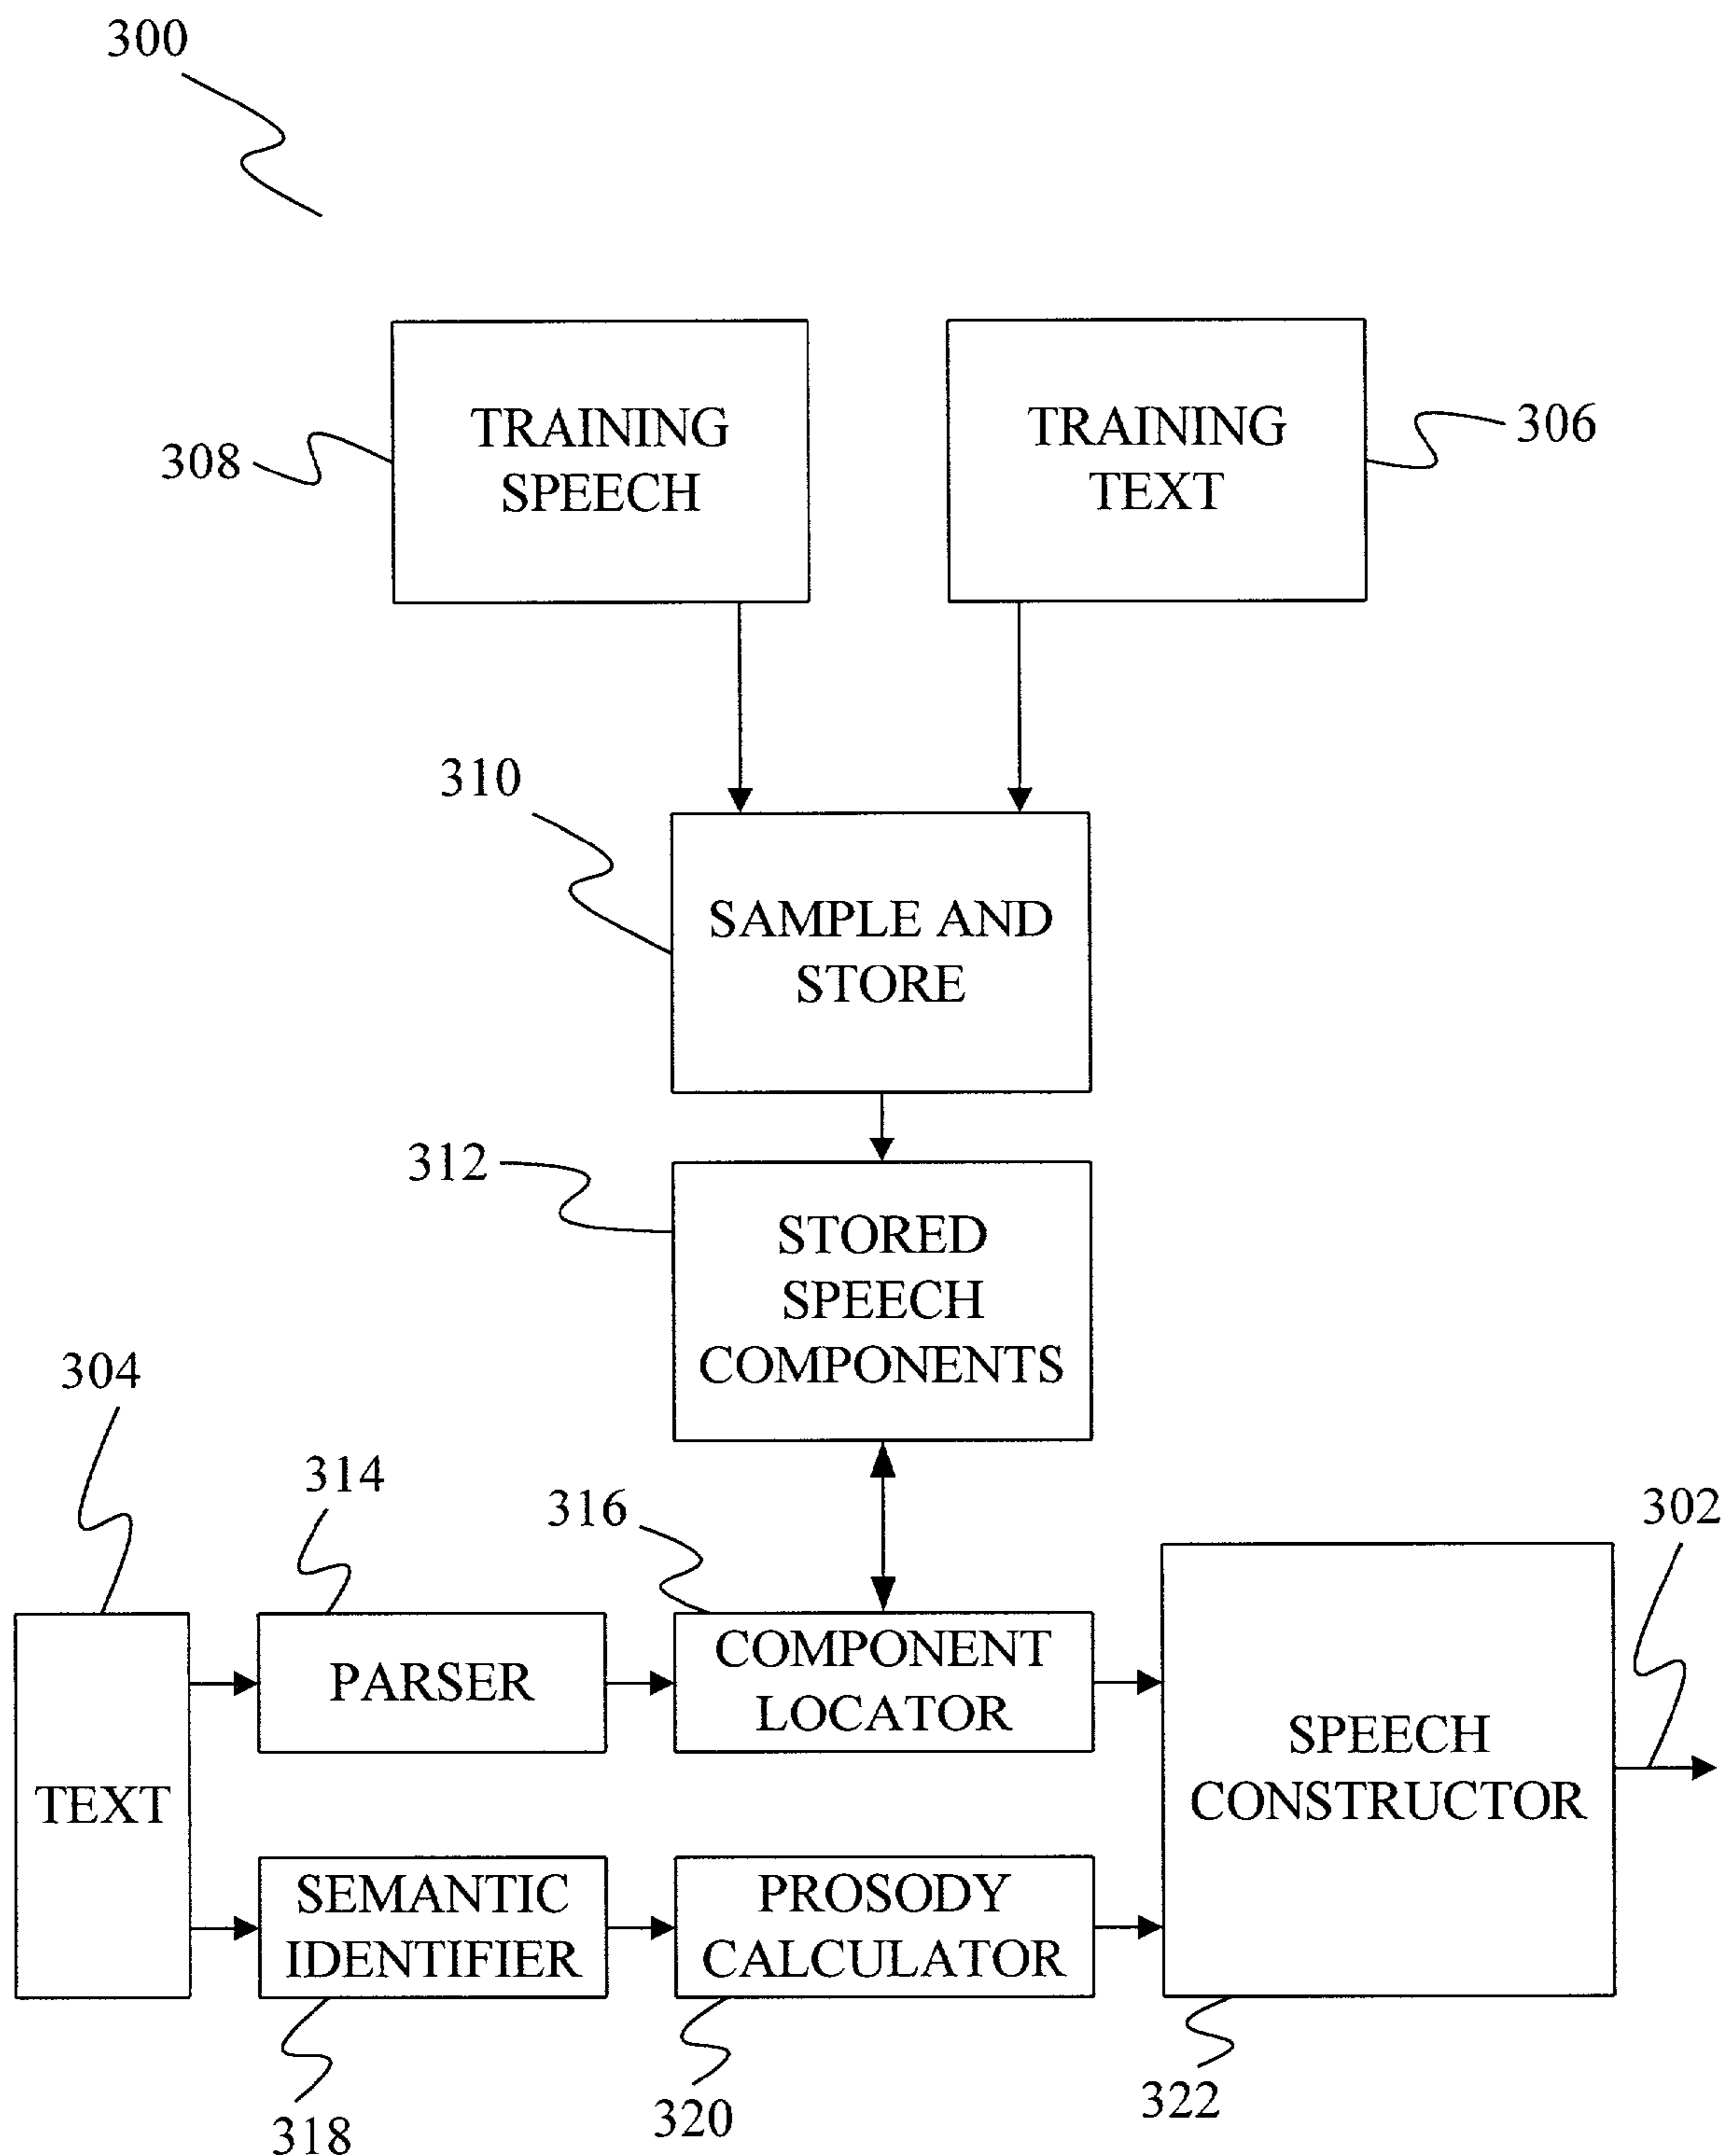 300
TRAINING
SPEECH
308
TRAINING
TEXT
306
310
SAMPLE AND
STORE
312
STORED
SPEECH
COMPONENTS
304
314
316
302
TEXT
PARSER
COMPONENT
LOCATOR
SPEECH
CONSTRUCTOR
SEMANTIC
IDENTIFIER
PROSODY
CALCULATOR
318
320
322